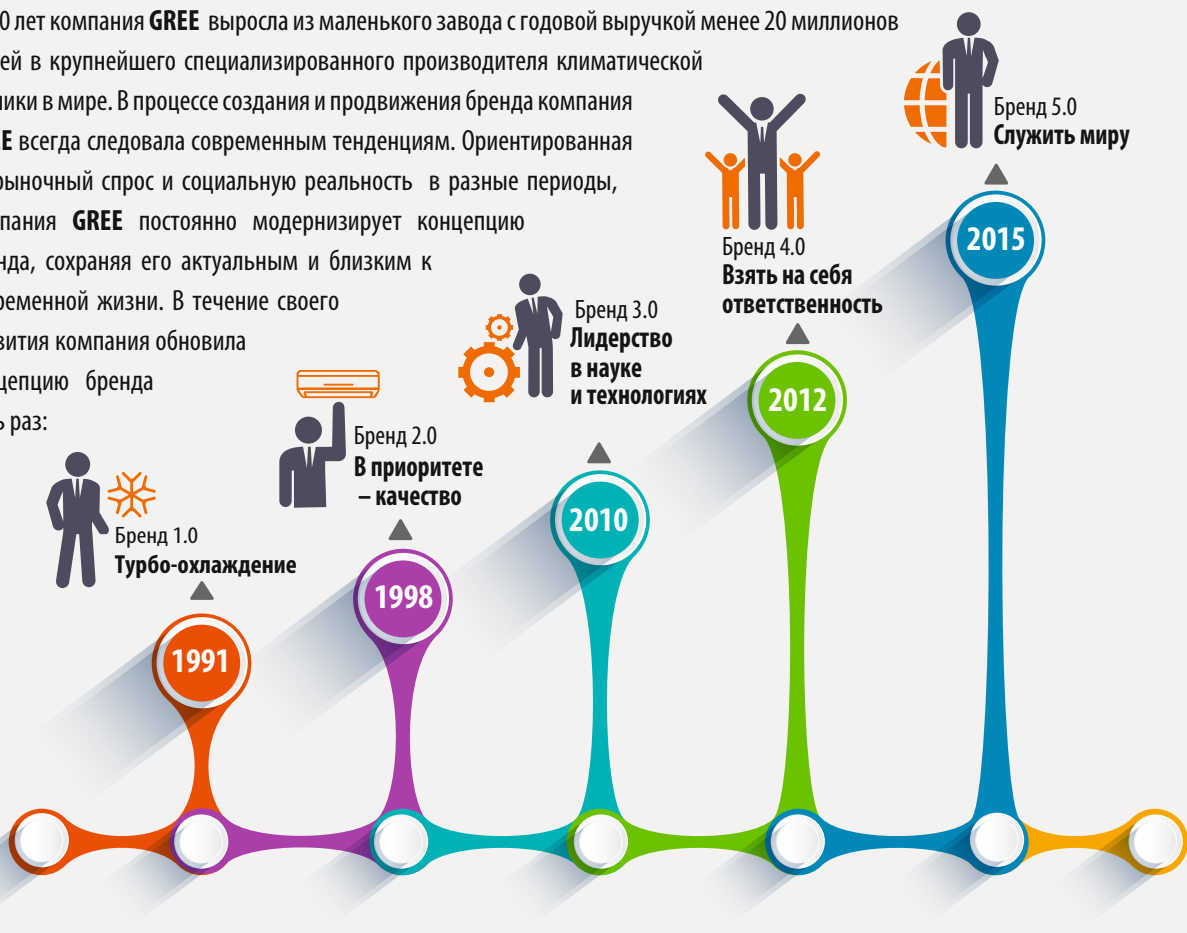 0 лет компания GREE выросла из маленького завода с годовой выручкой менее 20 миллионов
ей в крупнейшего специализированного производителя климатической
ники в мире. В процессе создания и продвижения бренда компания
EE всегда следовала современным тенденциям. Ориентированная
рыночный спрос и социальную реальность в разные периоды,
пания GREE постоянно модернизирует концепцию
нда, сохраняя его актуальным и близким к
ременной жизни. В течение своего
вития компания обновила
цепцию бренда
ь раз:
Бренд 1.0
Турбо-охлаждение
1991
Бренд 2.0
В приоритете
– качество
1998
Бренд 3.0
Лидерство
в науке
и технологиях
2010
Бренд 4.0
Взять на себя
ответственность
2012
Бренд 5.0
Служить миру
2015